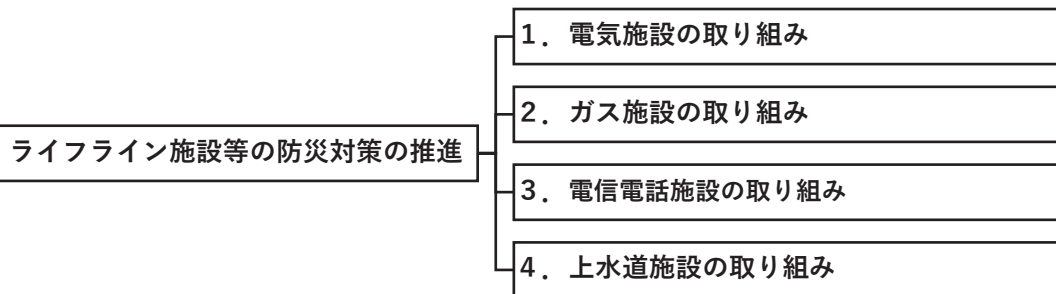 ライフライン施設等の防災対策の推進
1．電気施設の取り組み
2．ガス施設の取り組み
3．電信電話施設の取り組み
4．上水道施設の取り組み